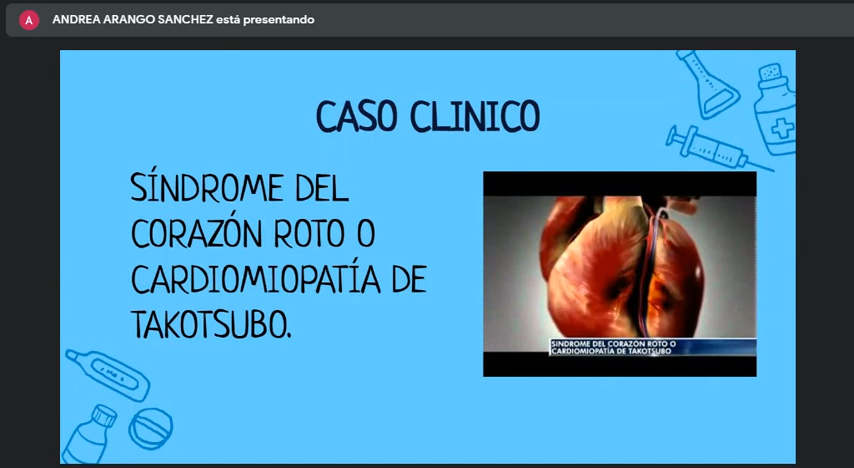 A
ANDREA ARANGO SANCHEZ está presentando
CASO CLINICO
SÍNDROME DEL
CORAZÓN ROTO O
CARDIOMIOPATÍA DE
TAKOTSUBO.
SINDROME DEL CORAZÓN ROTO O
CARDIOMIOPATÍA DE TAKOTSUBO